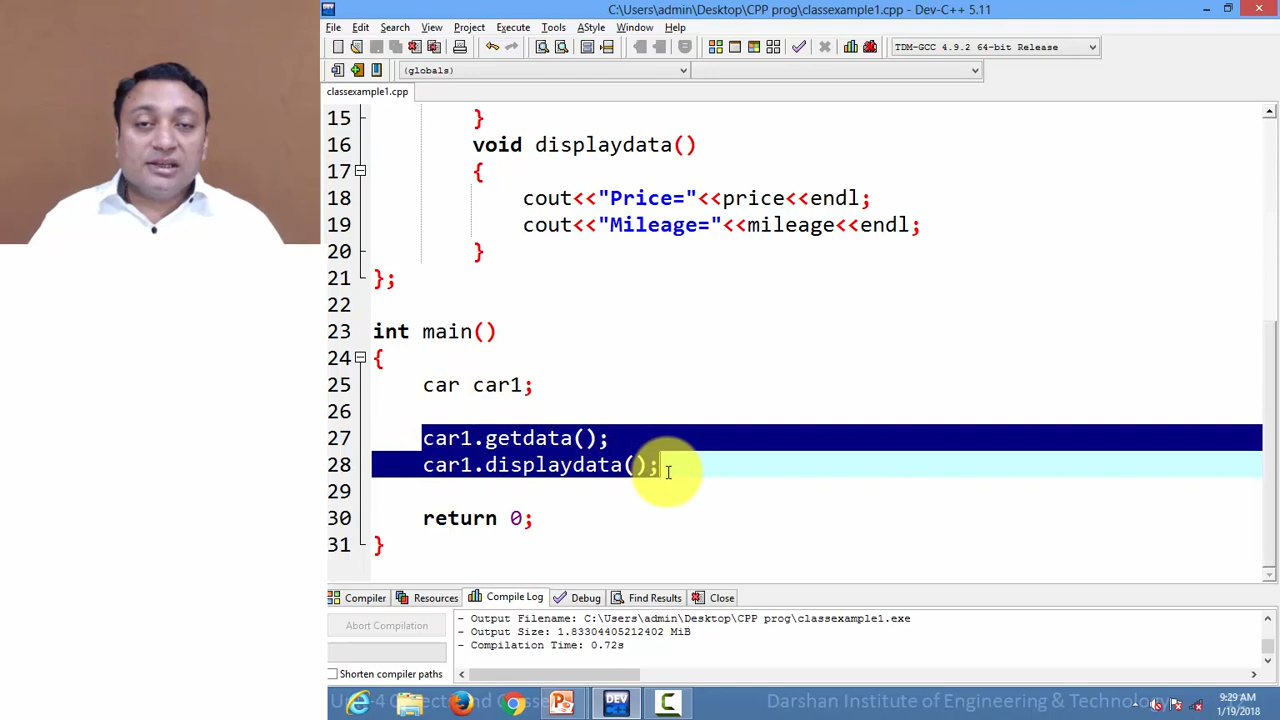 C:\Users\admin\Desktop\CPP prog\classexample1.cpp - Dev-C++ 5.11
File Edit Search View Project Execute Tools AStyle Window Help
TDM-GCC 4.9.2 64-bit Release
(globals)
classexample1.cpp
15 }
16 void displaydata()
17 {
18 cout<<"Price="<<price<<endl;
19 cout<<"Mileage="<<mileage<<endl;
20 }
21 };
22
23 int main()
24 {
25 car car1;
26
27 car1.getdata();
28 car1.displaydata();
29
30 return 0;
31 }
Compiler Resources Compile Log Debug Find Results Close
Abort Compilation
Shorten compiler paths
- Output Filename: C:\Users\admin\Desktop\CPP prog\classexample1.exe
- Output Size: 1.83304405212402 MiB
- Compilation Time: 0.72s
Darshan Institute of Engineering & Technology
9:29 AM
1/19/2018